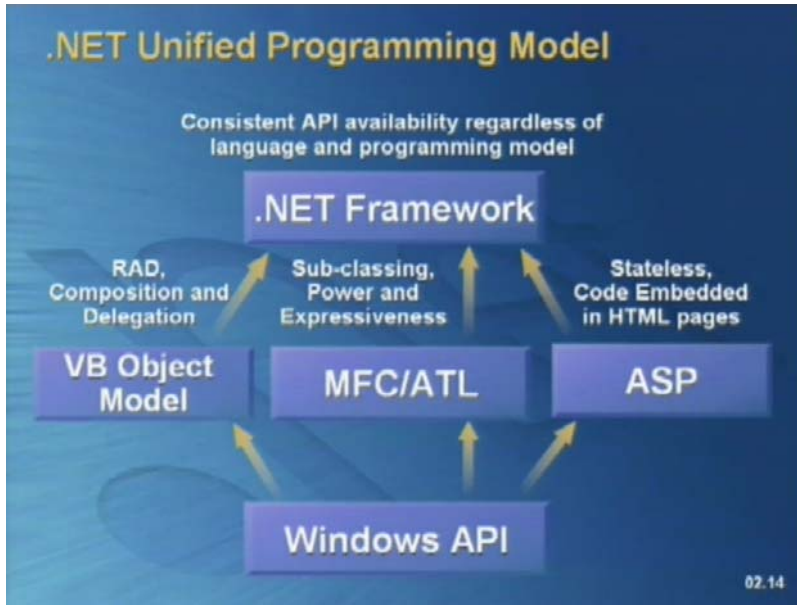 .NET Unified Programming Model
Consistent API availability regardless of
language and programming model
.NET Framework
RAD,
Composition and
Delegation
Sub-classing,
Power and
Expressiveness
Stateless,
Code Embedded
in HTML pages
VB Object
Model
MFC/ATL
ASP
Windows API
02.14